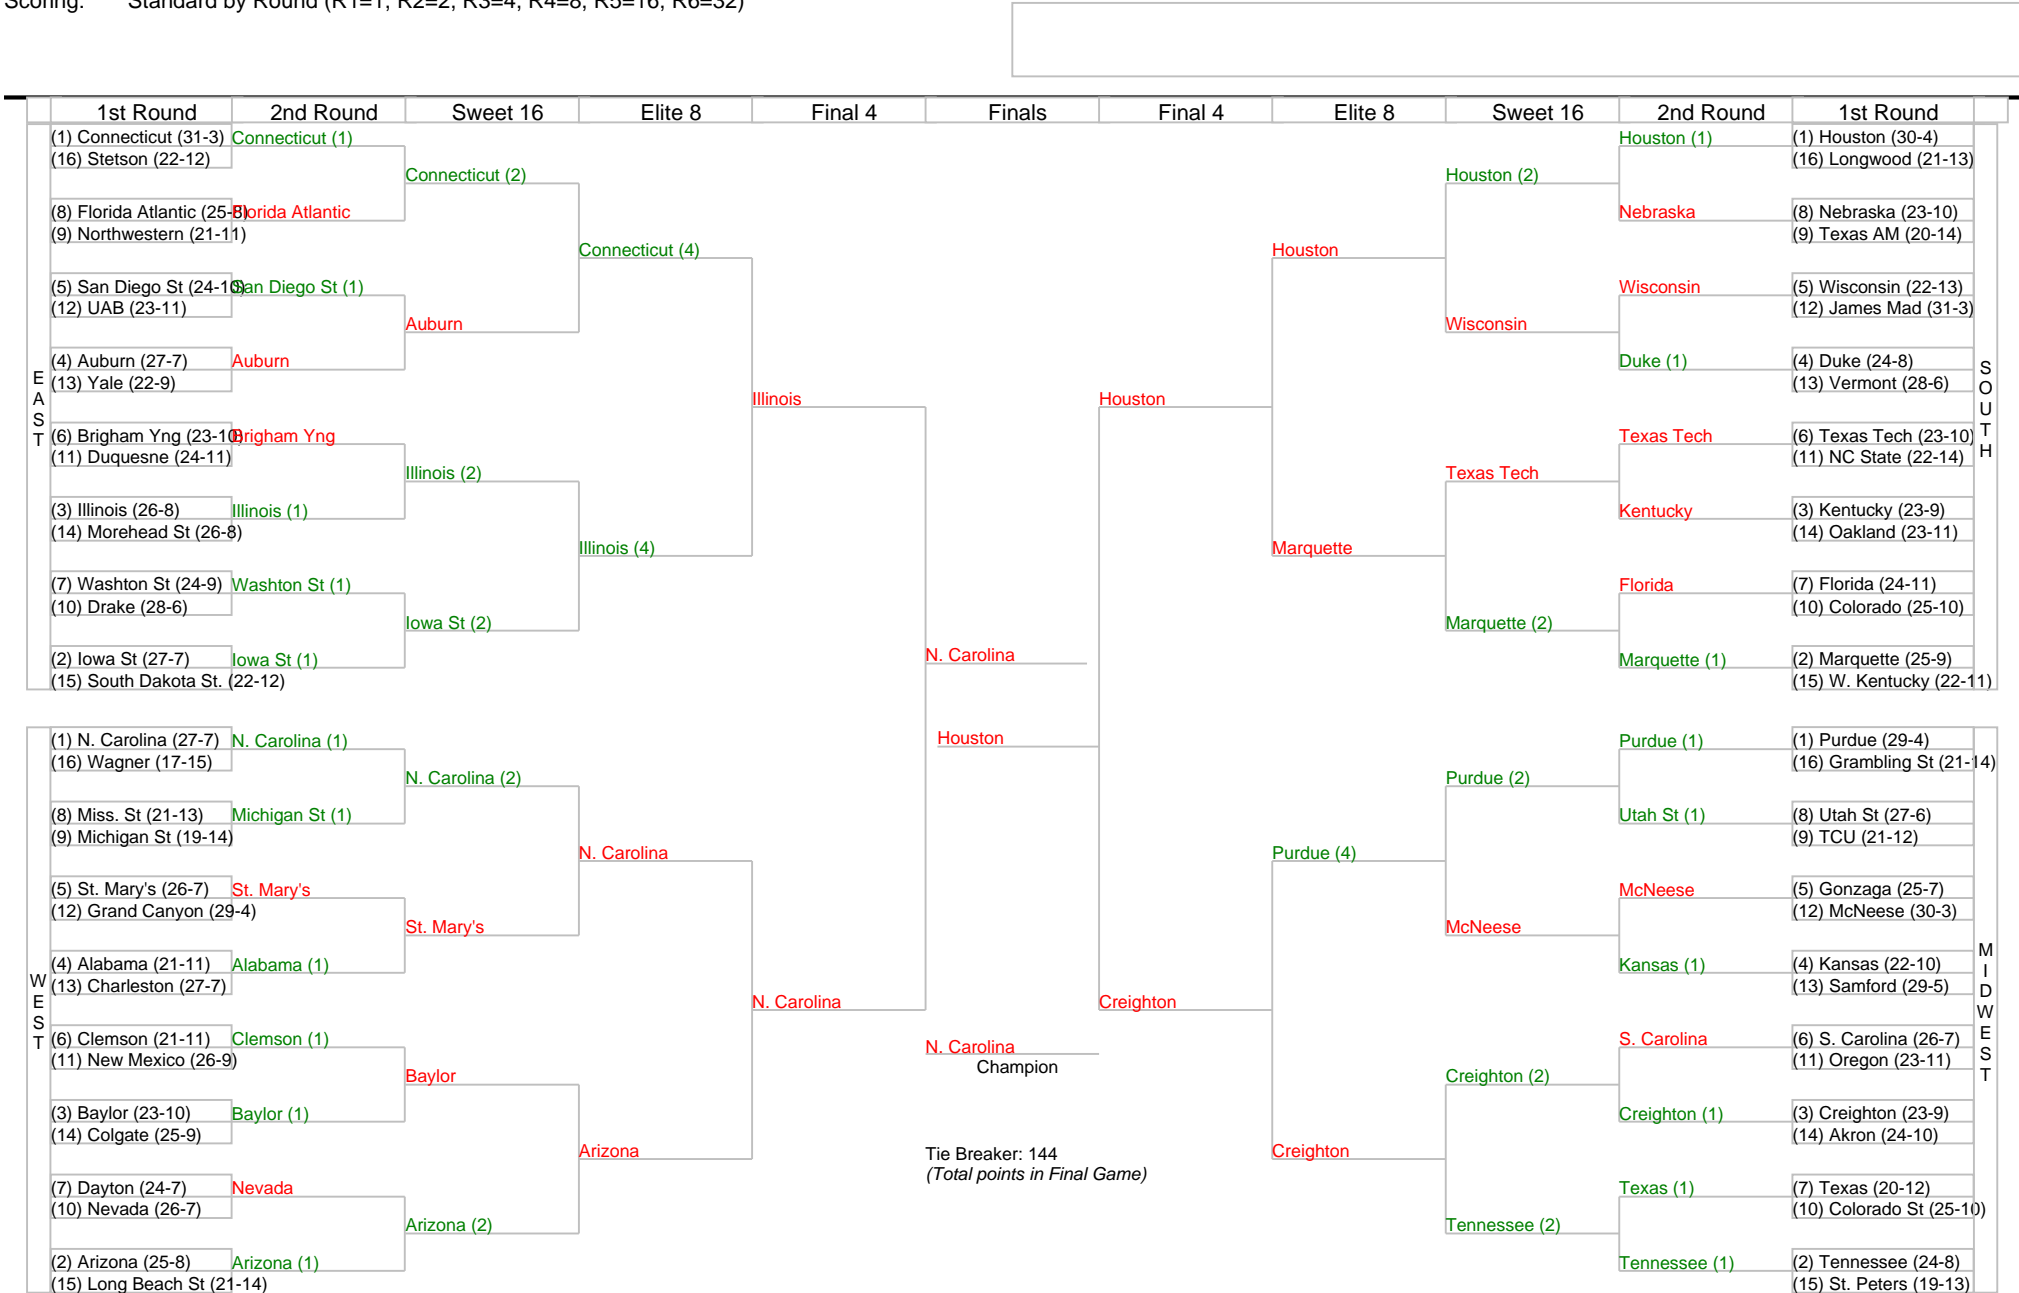 Scoring: Standard by Round (R1=1, R2=2, R3=4, R4=8, R5=16, R6=32)
1st Round 2nd Round Sweet 16 Elite 8 Final 4 Finals Final 4 Elite 8 Sweet 16 2nd Round 1st Round
EAST
(1) Connecticut (31-3) Connecticut (1)
(16) Stetson (22-12)
Connecticut (2)
(8) Florida Atlantic (25-8) Florida Atlantic
(9) Northwestern (21-11)
Connecticut (4)
(5) San Diego St (24-10) San Diego St (1)
(12) UAB (23-11)
Auburn
(4) Auburn (27-7) Auburn
(13) Yale (22-9)
Illinois
(6) Brigham Yng (23-10) Brigham Yng
(11) Duquesne (24-11)
Illinois (2)
(3) Illinois (26-8) Illinois (1)
(14) Morehead St (26-8)
Illinois (4)
(7) Washton St (24-9) Washton St (1)
(10) Drake (28-6)
Iowa St (2)
(2) Iowa St (27-7) Iowa St (1)
(15) South Dakota St. (22-12)
WEST
(1) N. Carolina (27-7) N. Carolina (1)
(16) Wagner (17-15)
N. Carolina (2)
(8) Miss. St (21-13) Michigan St (1)
(9) Michigan St (19-14)
N. Carolina
(5) St. Mary's (26-7) St. Mary's
(12) Grand Canyon (29-4)
St. Mary's
(4) Alabama (21-11) Alabama (1)
(13) Charleston (27-7)
N. Carolina
(6) Clemson (21-11) Clemson (1)
(11) New Mexico (26-9)
Baylor
(3) Baylor (23-10) Baylor (1)
(14) Colgate (25-9)
Arizona
(7) Dayton (24-7) Nevada
(10) Nevada (26-7)
Arizona (2)
(2) Arizona (25-8) Arizona (1)
(15) Long Beach St (21-14)
N. Carolina
Houston
N. Carolina
Champion
Tie Breaker: 144
(Total points in Final Game)
SOUTH
Houston (1) (1) Houston (30-4)
(16) Longwood (21-13)
Houston (2)
Nebraska (8) Nebraska (23-10)
(9) Texas AM (20-14)
Houston
Wisconsin (5) Wisconsin (22-13)
(12) James Mad (31-3)
Wisconsin
Duke (1) (4) Duke (24-8)
(13) Vermont (28-6)
Houston
Texas Tech (6) Texas Tech (23-10)
(11) NC State (22-14)
Texas Tech
Kentucky (3) Kentucky (23-9)
(14) Oakland (23-11)
Marquette
Florida (7) Florida (24-11)
(10) Colorado (25-10)
Marquette (2)
Marquette (1) (2) Marquette (25-9)
(15) W. Kentucky (22-11)
MIDWEST
Purdue (1) (1) Purdue (29-4)
(16) Grambling St (21-14)
Purdue (2)
Utah St (1) (8) Utah St (27-6)
(9) TCU (21-12)
Purdue (4)
McNeese (5) Gonzaga (25-7)
(12) McNeese (30-3)
McNeese
Kansas (1) (4) Kansas (22-10)
(13) Samford (29-5)
Creighton
S. Carolina (6) S. Carolina (26-7)
(11) Oregon (23-11)
Creighton (2)
Creighton (1) (3) Creighton (23-9)
(14) Akron (24-10)
Creighton
Texas (1) (7) Texas (20-12)
(10) Colorado St (25-10)
Tennessee (2)
Tennessee (1) (2) Tennessee (24-8)
(15) St. Peters (19-13)